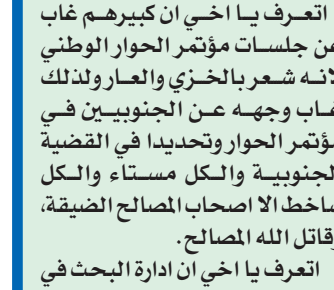 اتعرف يا اخي ان كبيرهم غاب
عن جلسات مؤتمر الحوار الوطني
لانه شعر بالخزي والعار ولذلك
غاب وجهه عن الجنوبيين في
مؤتمر الحوار وتحديدا في القضية
الجنوبية والكل مستاء والكل
ساخط الا اصحاب المصالح الضيقة،
وقاتل الله المصالح.
اتعرف يا اخي ان ادارة البحث في